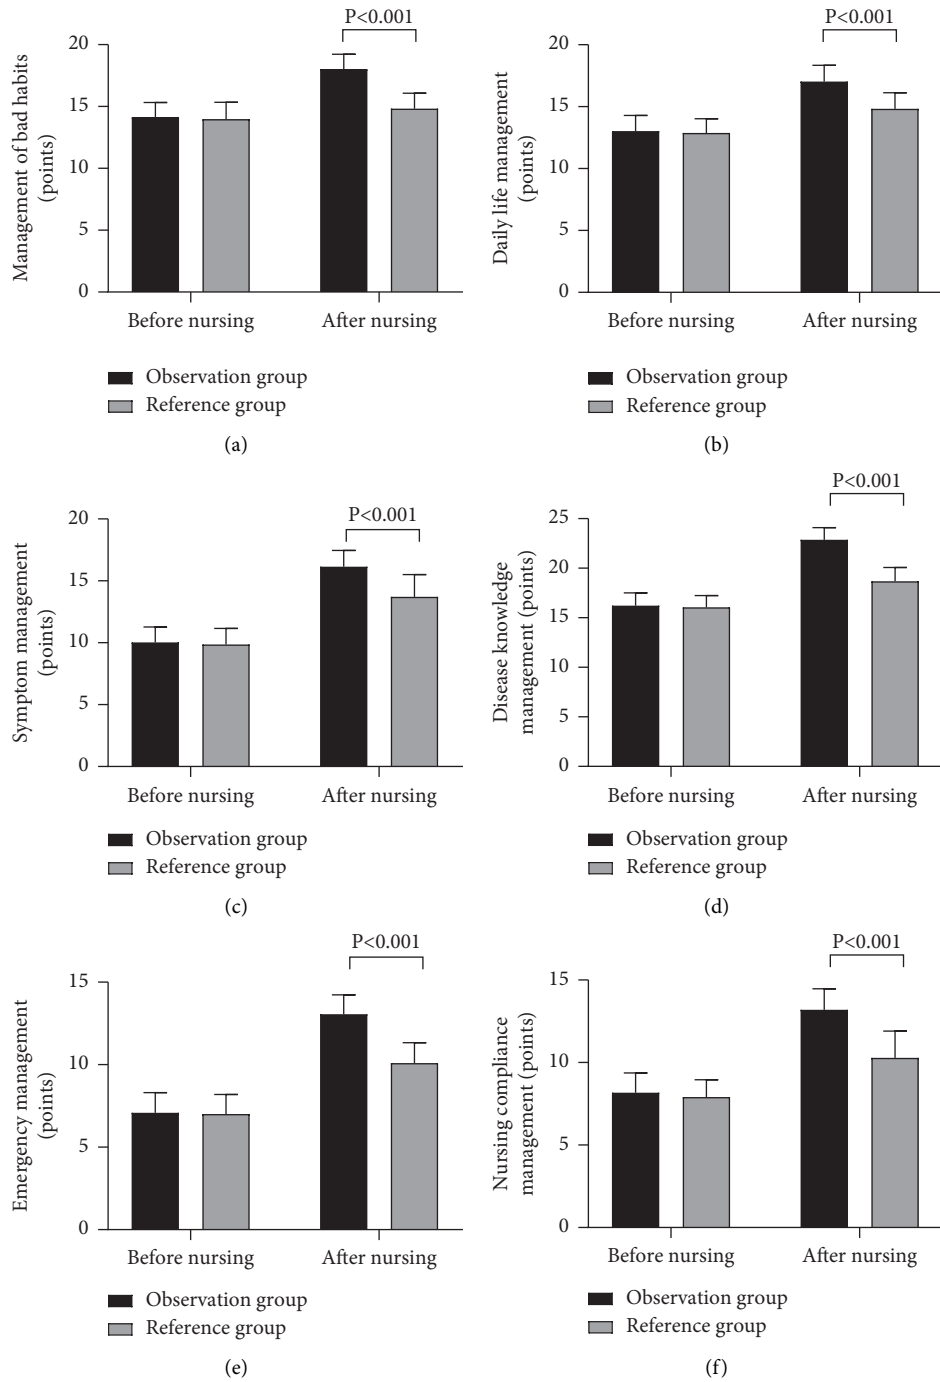 P<0.001
Management of bad habits
(points)
20
15
10
5
0
Before nursing
After nursing
Observation group
Reference group
(a)
P<0.001
Daily life management
(points)
20
15
10
5
0
Before nursing
After nursing
Observation group
Reference group
(b)
P<0.001
Symptom management
(points)
20
15
10
5
0
Before nursing
After nursing
Observation group
Reference group
(c)
P<0.001
Disease knowledge
management (points)
25
20
15
10
5
0
Before nursing
After nursing
Observation group
Reference group
(d)
P<0.001
Emergency management
(points)
15
10
5
0
Before nursing
After nursing
Observation group
Reference group
(e)
P<0.001
Nursing compliance
management (points)
15
10
5
0
Before nursing
After nursing
Observation group
Reference group
(f)